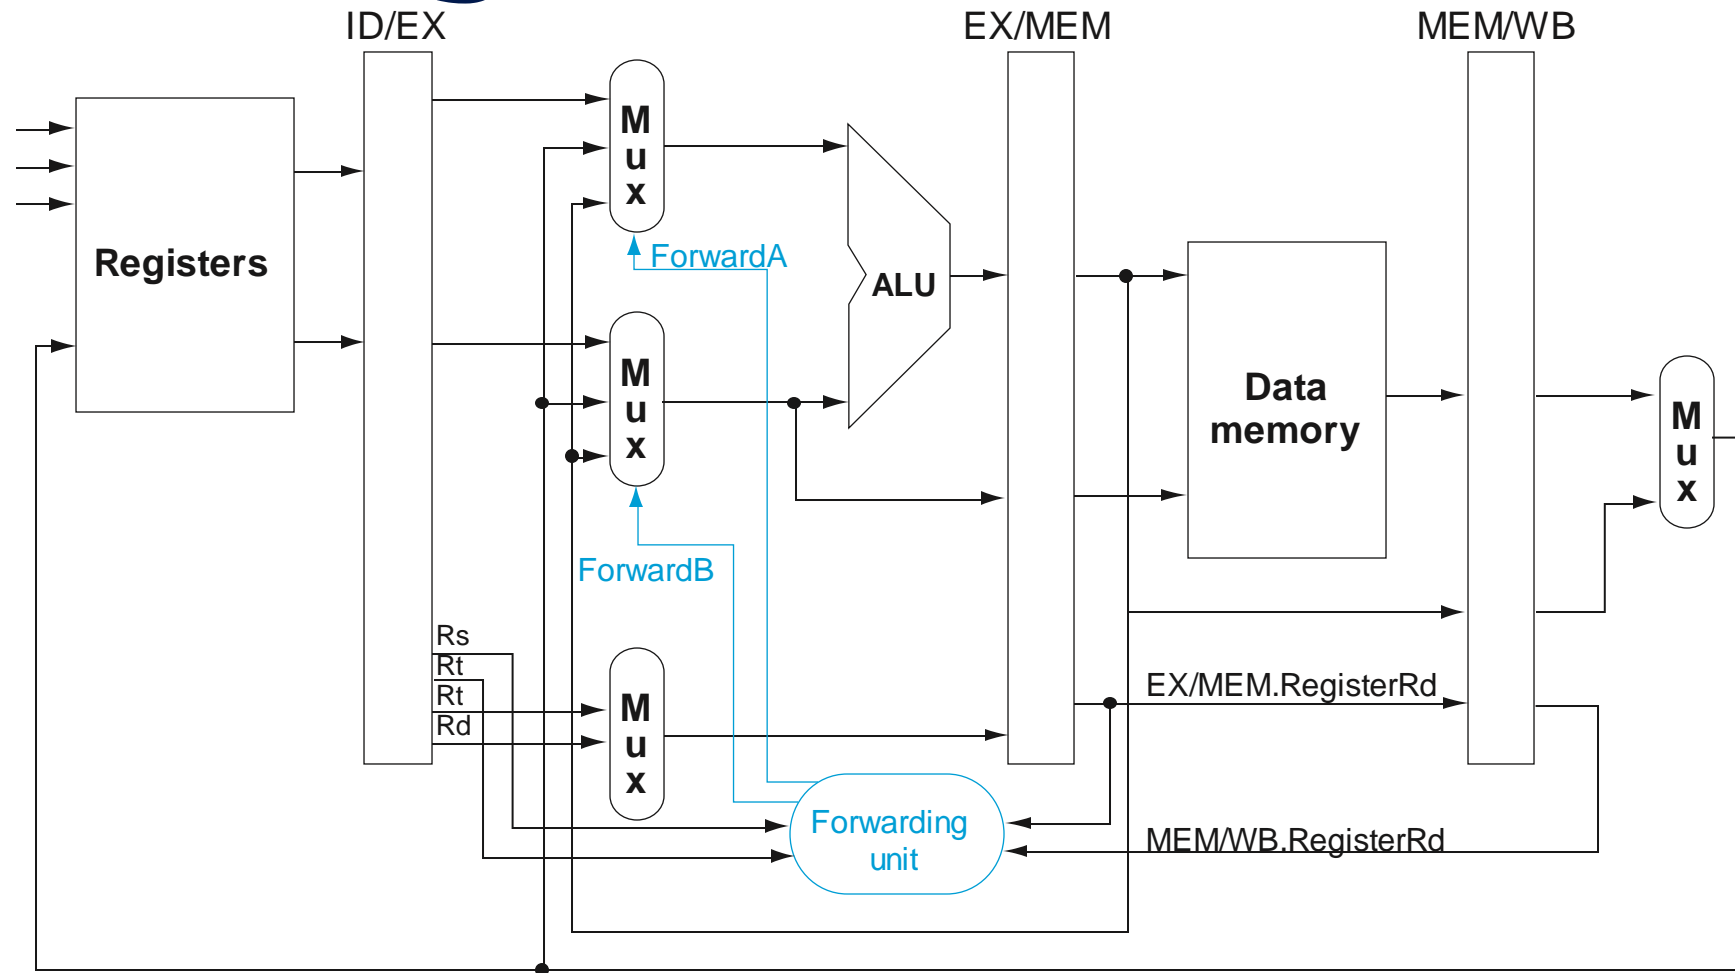 ID/EX
EX/MEM
MEM/WB
M
u
x
Registers
ForwardA
ALU
M
u
x
Data
memory
M
u
x
ForwardB
Rs
Rt
Rt
Rd
M
u
x
EX/MEM.RegisterRd
Forwarding
unit
MEM/WB.RegisterRd